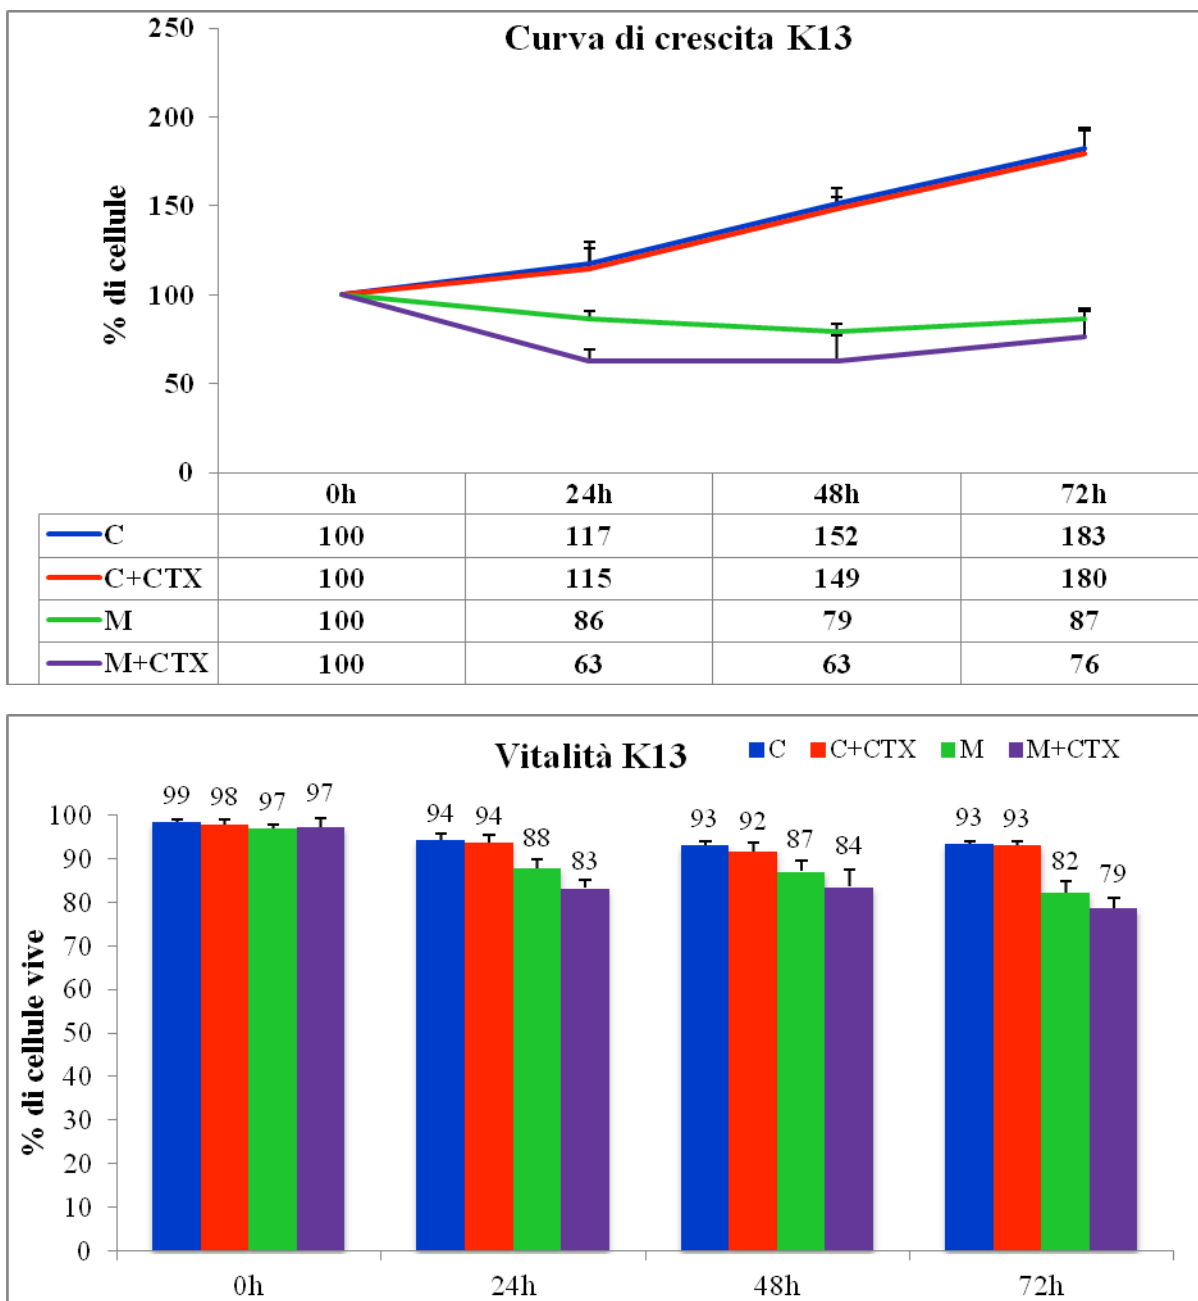 Curva di crescita K13
% di cellule
250
200
150
100
50
0
0h 24h 48h 72h
C 100 117 152 183
C+CTX 100 115 149 180
M 100 86 79 87
M+CTX 100 63 63 76
Vitalità K13
C C+CTX M M+CTX
% di cellule vive
100
90
80
70
60
50
40
30
20
10
0
99 98 97 97
94 94 88 83
93 92 87 84
93 93 82 79
0h 24h 48h 72h